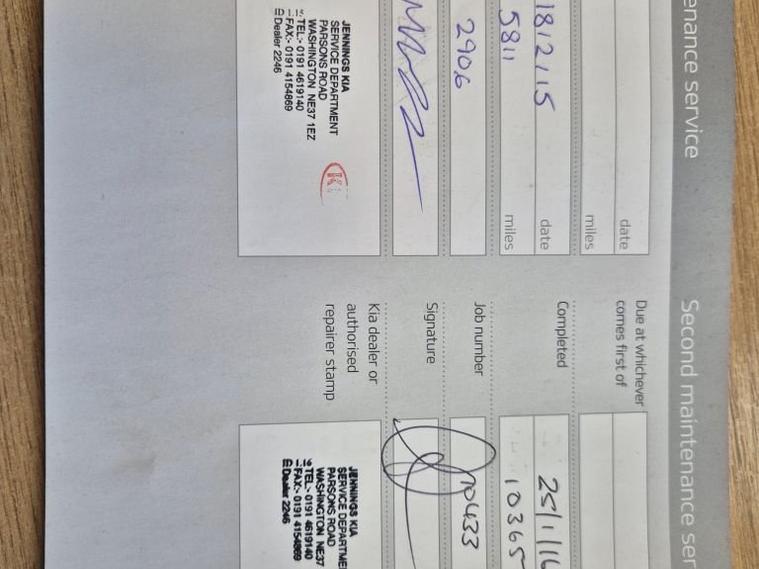 enance service
date
miles
18/2/15
date
5811
miles
2906
JENNINGS KIA
SERVICE DEPARTMENT
PARSONS ROAD
WASHINGTON NE37 1EZ
TEL:- 0191 4619140
FAX:- 0191 4154869
Dealer 2246
Second maintenance ser
Due at whichever
comes first of
Completed
25/1/16
10365
Job number
Signature
Kia dealer or
authorised
repairer stamp
JENNINGS KIA
SERVICE DEPARTME
PARSONS ROAD
WASHINGTON NE37
TEL:- 0191 4619140
FAX:- 0191 4154869
Dealer 2246